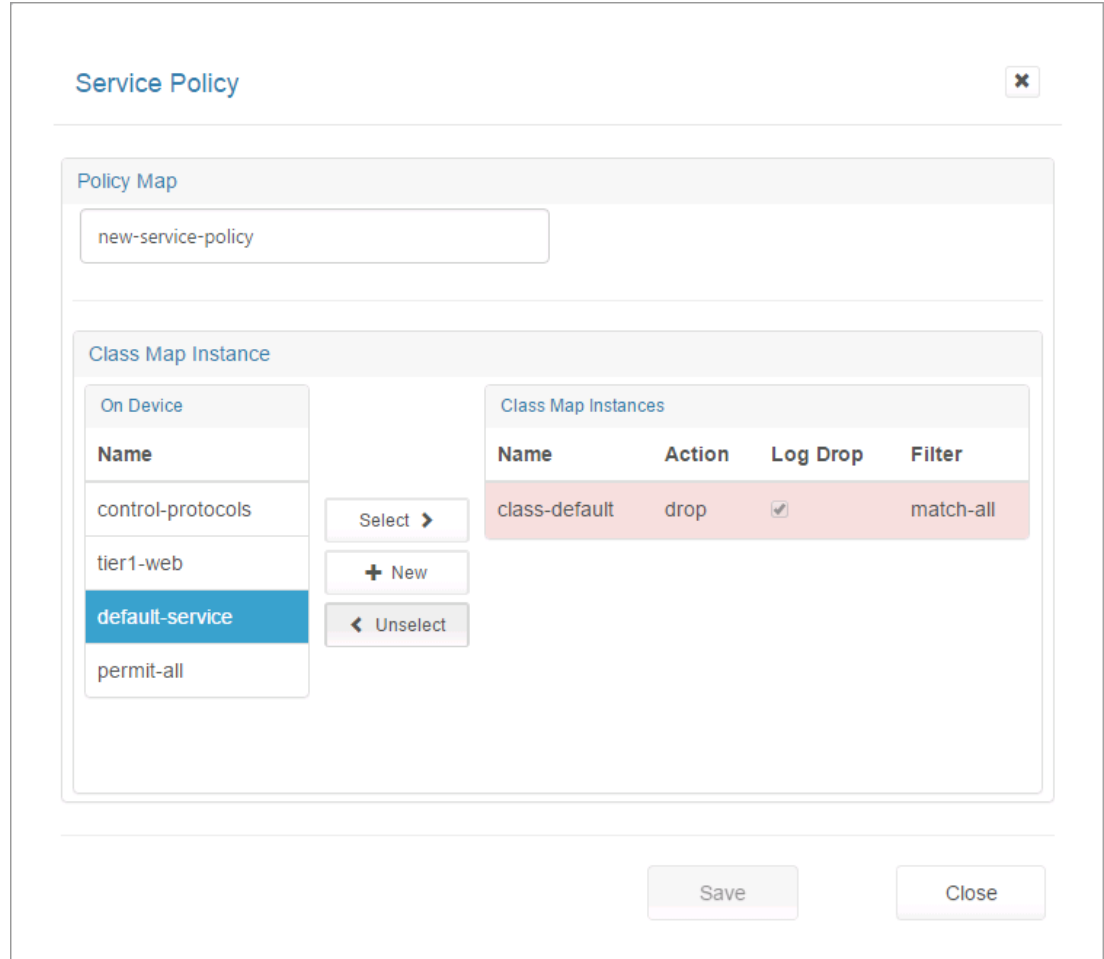 Service Policy
Policy Map
new-service-policy
Class Map Instance
On Device
Name
control-protocols
tier1-web
default-service
permit-all
Select
New
Unselect
Class Map Instances
Name Action Log Drop Filter
class-default drop match-all
Save Close